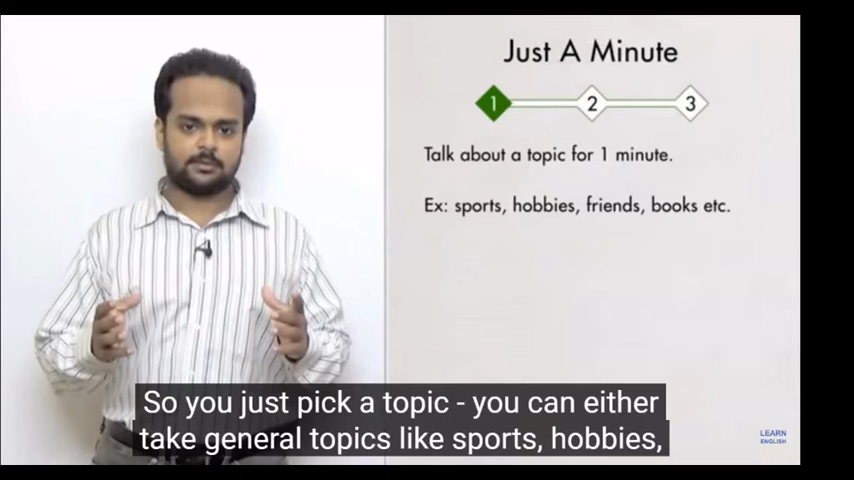 Just A Minute
1 2 3
Talk about a topic for 1 minute.
Ex: sports, hobbies, friends, books etc.
So you just pick a topic - you can either
take general topics like sports, hobbies,
LEARN
ENGLISH